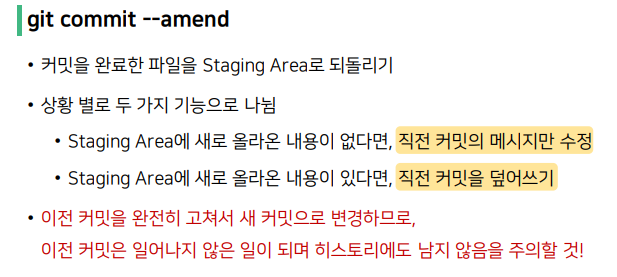 git commit --amend
• 커밋을 완료한 파일을 Staging Area로 되돌리기
• 상황 별로 두 가지 기능으로 나뉨
• Staging Area에 새로 올라온 내용이 없다면, 직전 커밋의 메시지만 수정
• Staging Area에 새로 올라온 내용이 있다면, 직전 커밋을 덮어쓰기
• 이전 커밋을 완전히 고쳐서 새 커밋으로 변경하므로,
이전 커밋은 일어나지 않은 일이 되며 히스토리에도 남지 않음을 주의할 것!